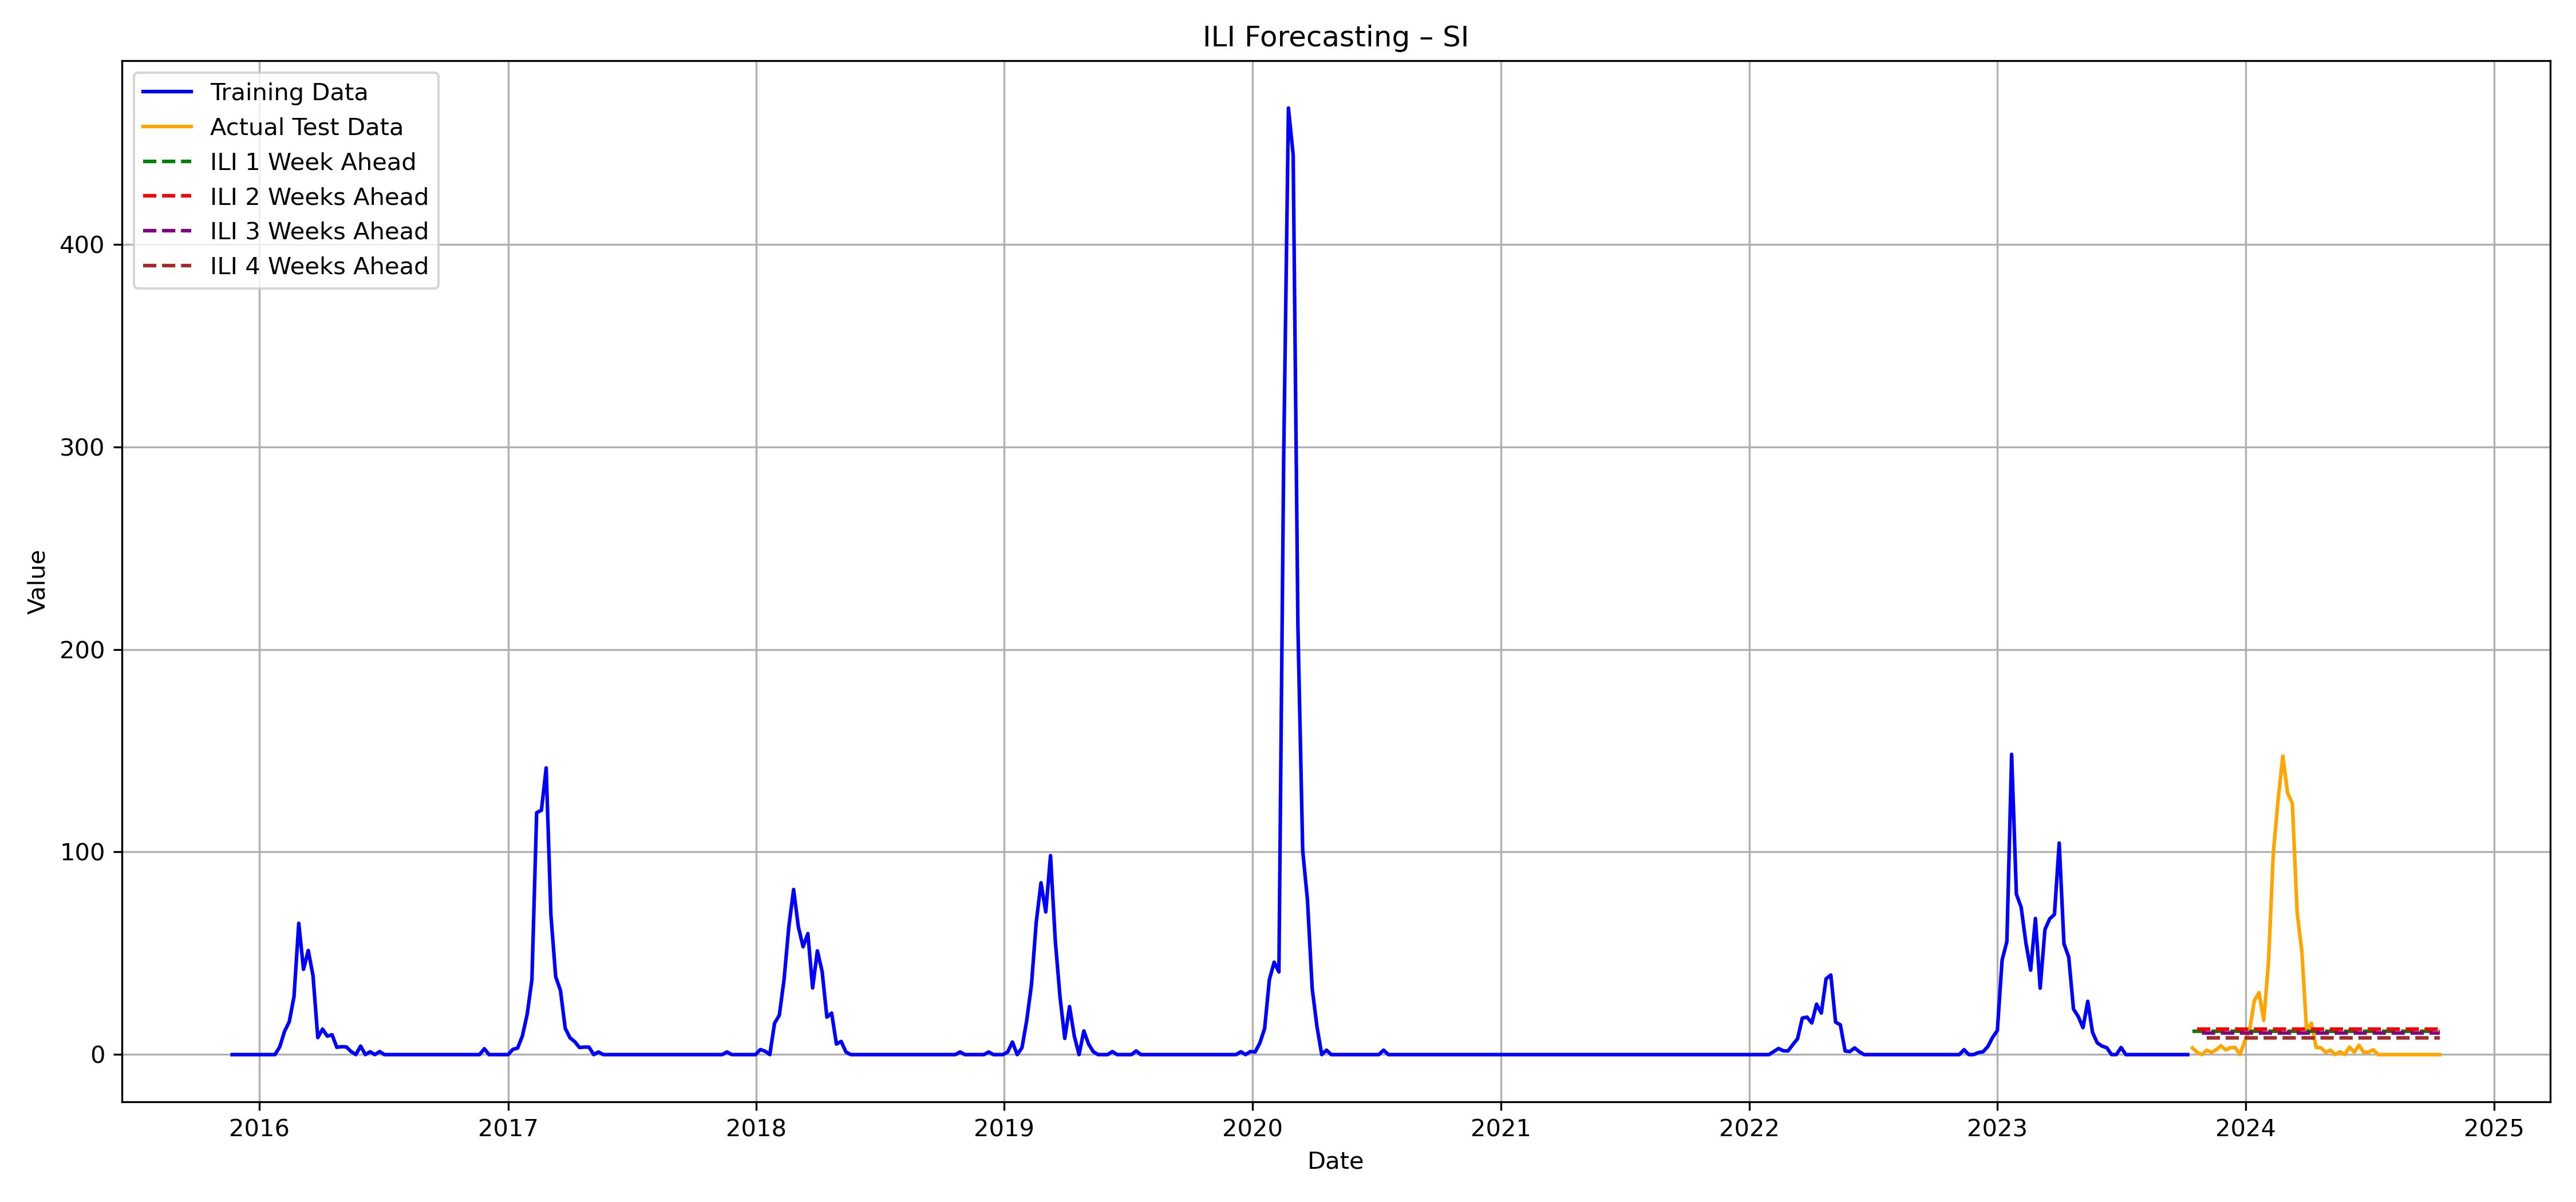 ILI Forecasting – SI
Training Data
Actual Test Data
ILI 1 Week Ahead
ILI 2 Weeks Ahead
ILI 3 Weeks Ahead
ILI 4 Weeks Ahead
Value
400
300
200
100
0
2016 2017 2018 2019 2020 2021 2022 2023 2024 2025
Date